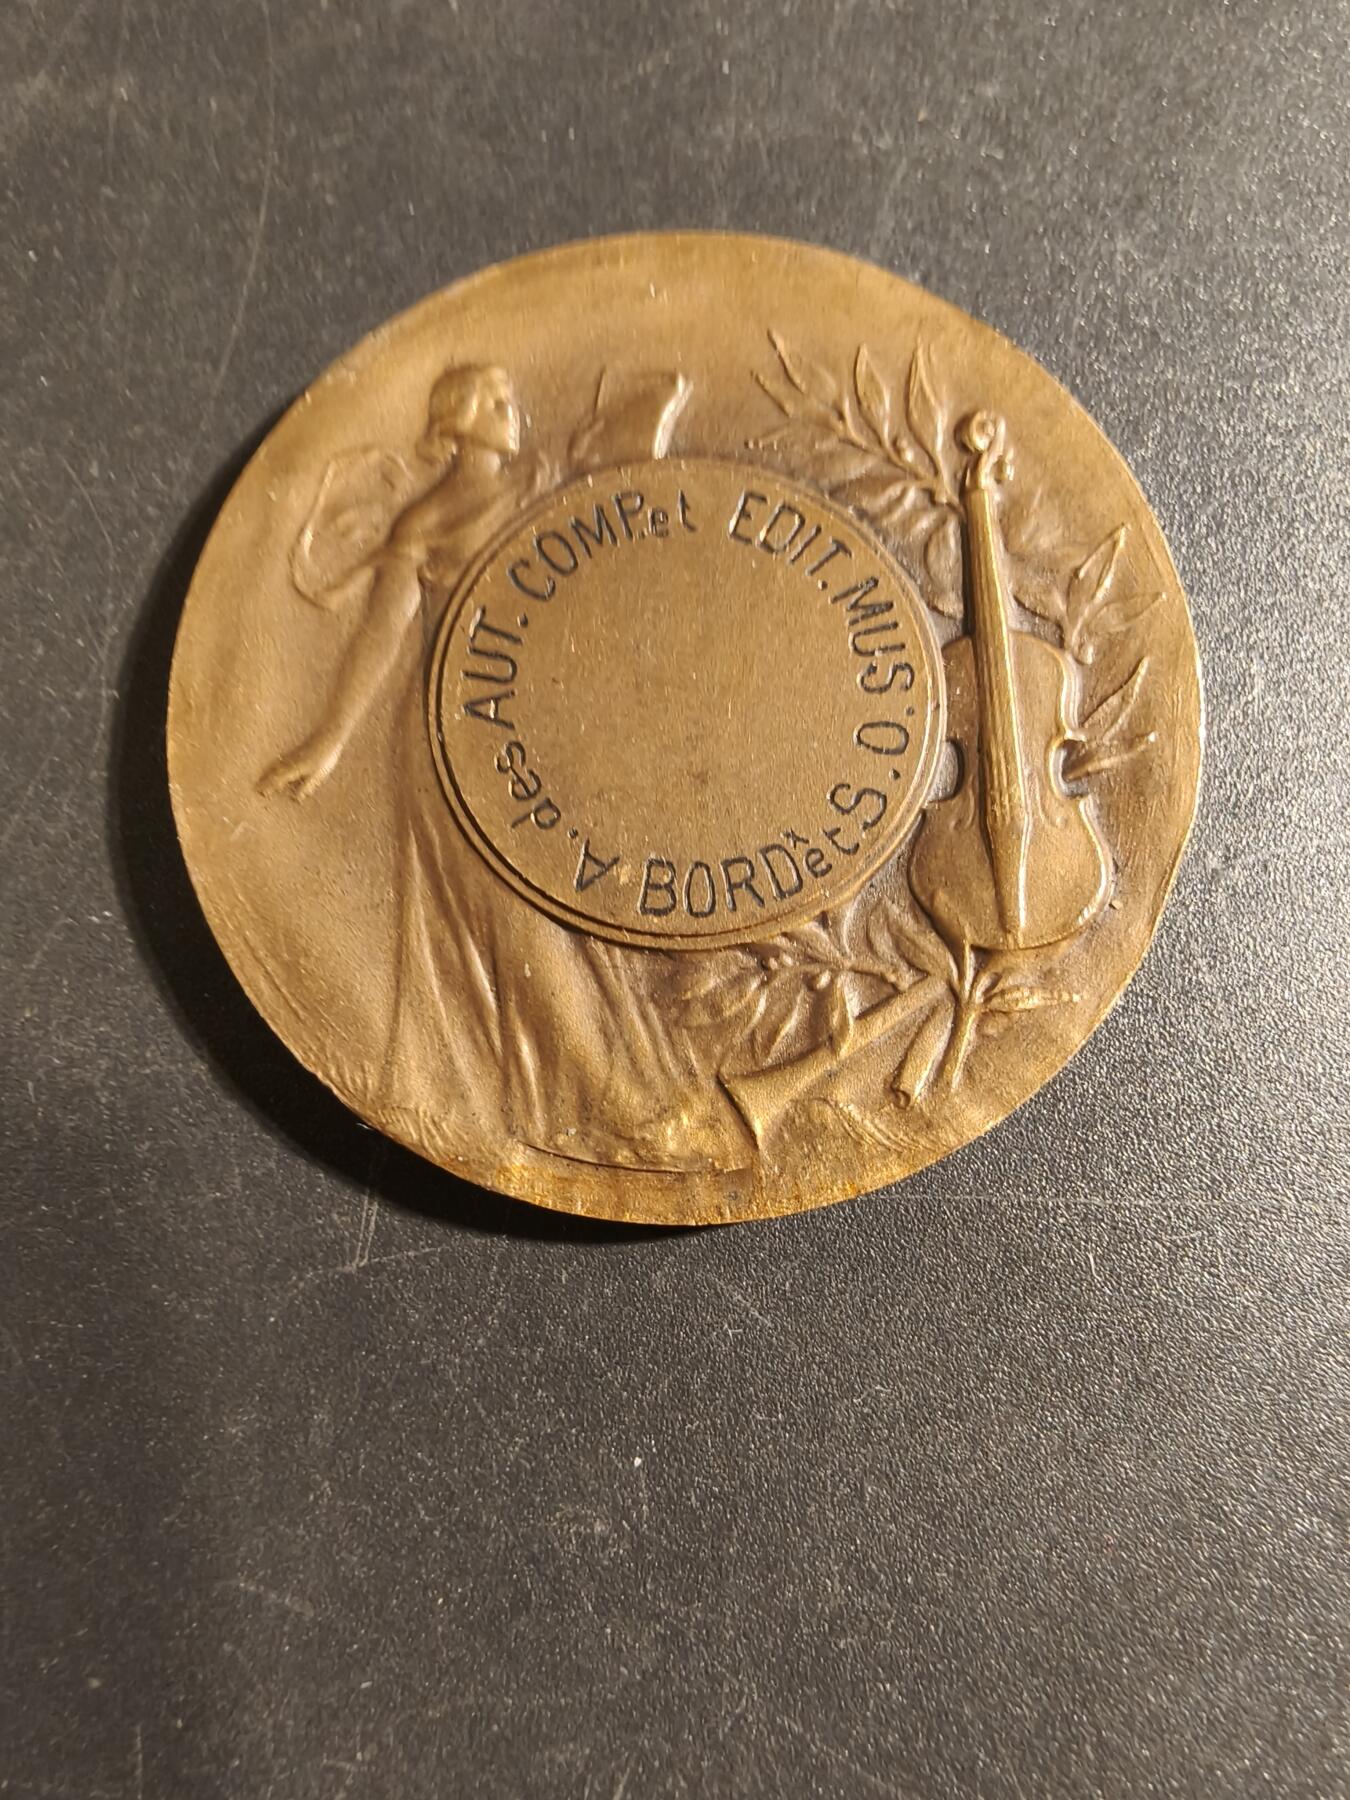 A. des AUT. COMP. et EDIT. MUS. O. S.
BORDx et